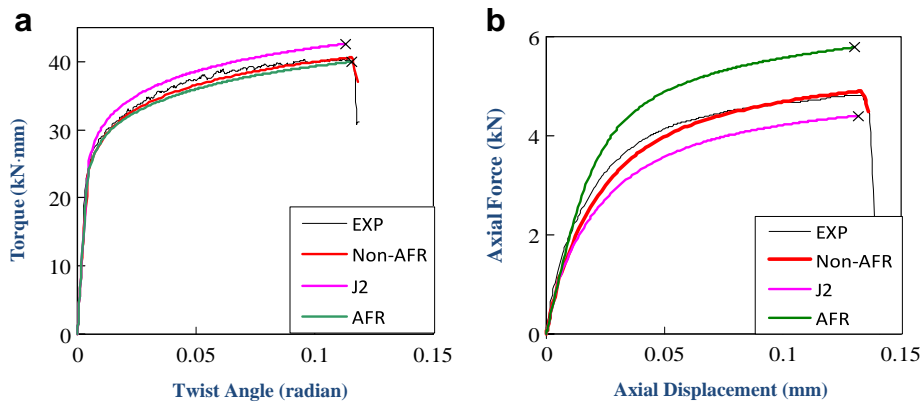 a
Torque (kN·mm)
50
40
30
20
10
0
EXP
Non-AFR
J2
AFR
0
0.05
0.1
0.15
Twist Angle (radian)
b
Axial Force (kN)
6
4
2
0
EXP
Non-AFR
J2
AFR
0
0.05
0.1
0.15
Axial Displacement (mm)